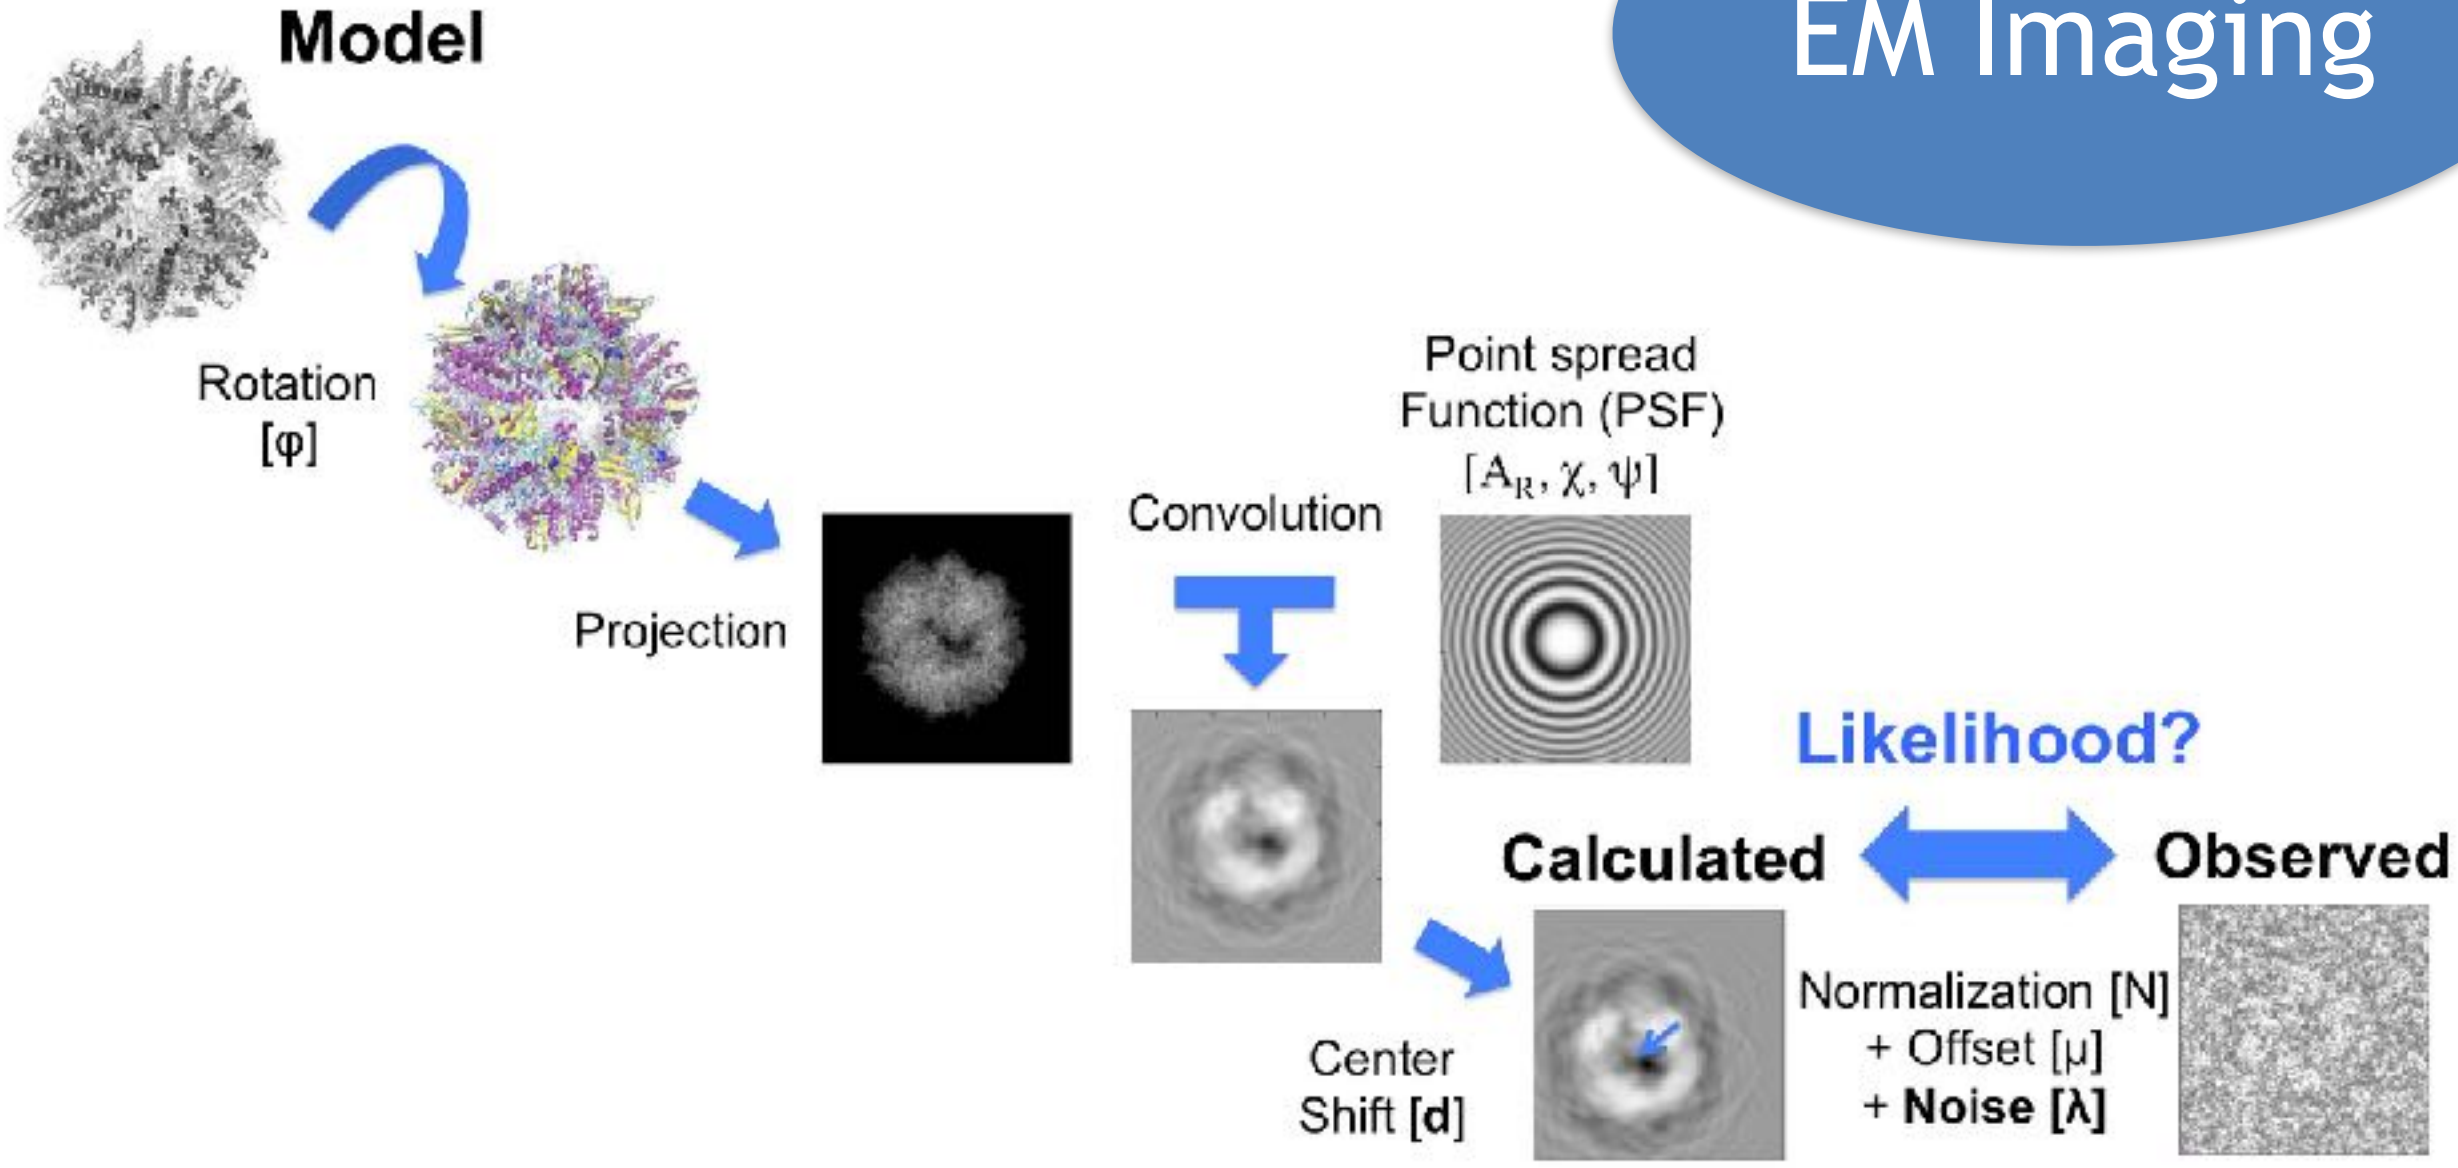 Model
EM Imaging
Rotation
[φ]
Point spread
Function (PSF)
[A_R, χ, ψ]
Convolution
Projection
Likelihood?
Calculated
Observed
Center
Shift [d]
Normalization [N]
+ Offset [μ]
+ Noise [λ]